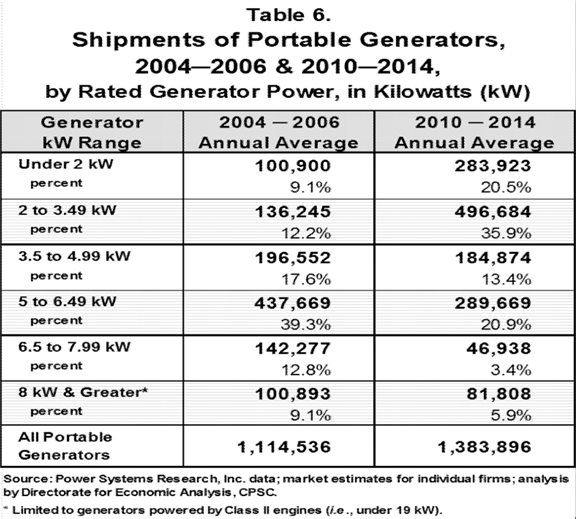 Table 6.
Shipments of Portable Generators,
2004—2006 & 2010—2014,
by Rated Generator Power, in Kilowatts (kW)
Generator kW Range 2004 — 2006 Annual Average 2010 — 2014 Annual Average
Under 2 kW 100,900 283,923
percent 9.1% 20.5%
2 to 3.49 kW 136,245 496,684
percent 12.2% 35.9%
3.5 to 4.99 kW 196,552 184,874
percent 17.6% 13.4%
5 to 6.49 kW 437,669 289,669
percent 39.3% 20.9%
6.5 to 7.99 kW 142,277 46,938
percent 12.8% 3.4%
8 kW & Greater* 100,893 81,808
percent 9.1% 5.9%
All Portable Generators 1,114,536 1,383,896
Source: Power Systems Research, Inc. data; market estimates for individual firms; analysis
by Directorate for Economic Analysis, CPSC.
* Limited to generators powered by Class II engines (i.e., under 19 kW).